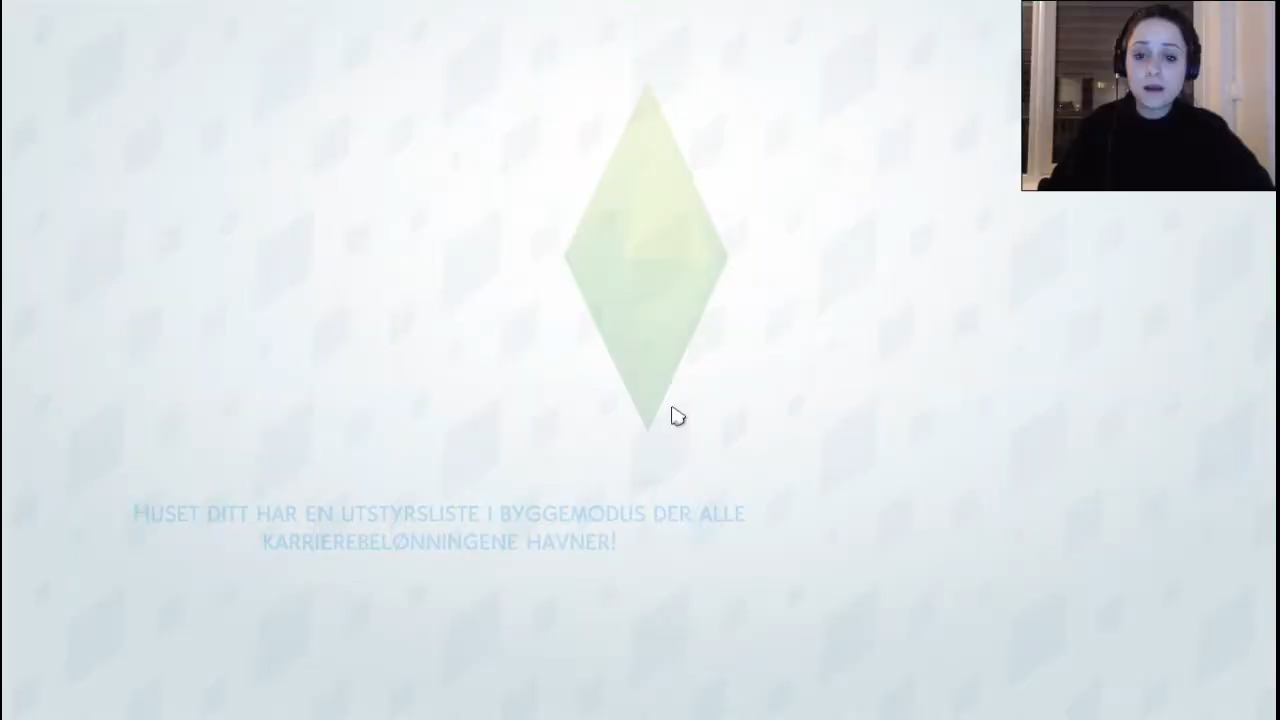 HUSET DITT HAR EN UTSTYRSLISTE I BYGGEMODUS DER ALLE
KARRIEREBELØNNINGENE HAVNER!